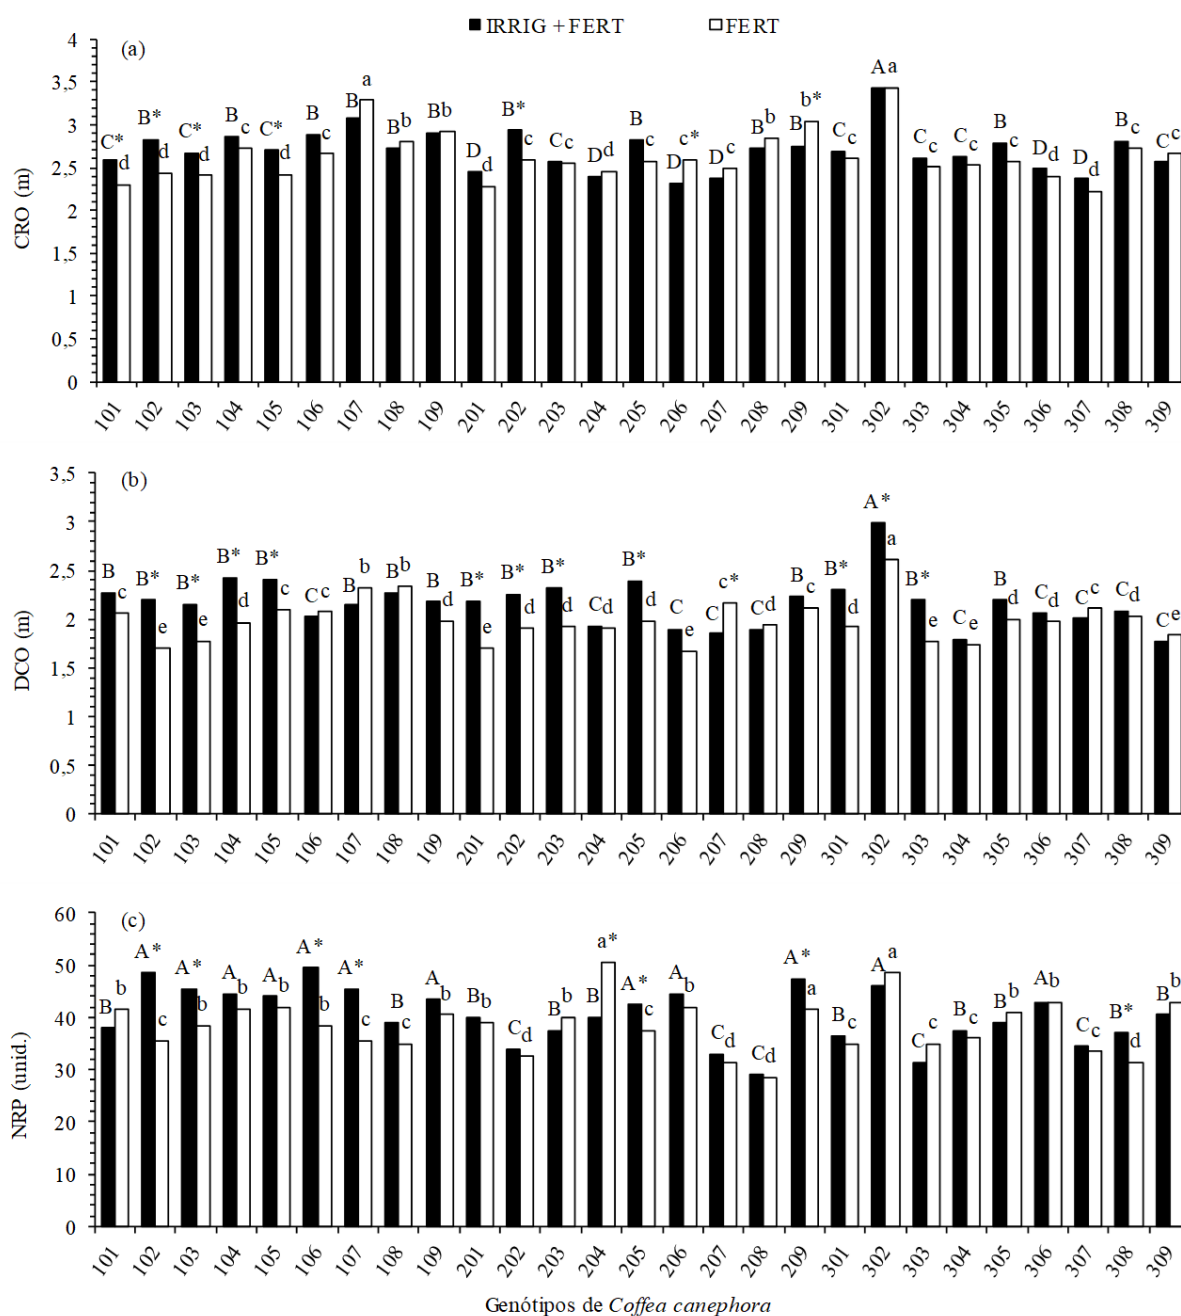 IRRIG + FERT FERT
(a)
CRO (m)
4
3,5
3
2,5
2
1,5
1
0,5
0
C* d B* d C* d B c C* d B c B a B b B b D d B* c C c D d B c D c* D c B b B b* C c A a C c C c B c D d D d B c C c
101 102 103 104 105 106 107 108 109 201 202 203 204 205 206 207 208 209 301 302 303 304 305 306 307 308 309
(b)
DCO (m)
3,5
3
2,5
2
1,5
1
0,5
0
B c B* e B* e B* d B* c C c B b B b B d B* e B* d B* d C d B* d C e C c* C d B c B* d A* a B* e C e B d C d C c C d C e
101 102 103 104 105 106 107 108 109 201 202 203 204 205 206 207 208 209 301 302 303 304 305 306 307 308 309
(c)
NRP (unid.)
60
50
40
30
20
10
0
B b A* c A* b A b A b A* b A* c B c A b B b C d B b B a* A* c A b C d C d A* a B c A a C c B c B b A b C c B* d B b
101 102 103 104 105 106 107 108 109 201 202 203 204 205 206 207 208 209 301 302 303 304 305 306 307 308 309
Genótipos de Coffea canephora